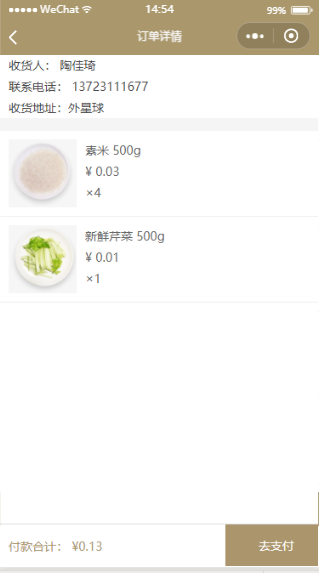 ●●●●● WeChat 14:54 99%
订单详情
收货人： 陶佳琦
联系电话： 13723111677
收货地址：外星球
素米 500g
¥ 0.03
×4
新鲜芹菜 500g
¥ 0.01
×1
付款合计： ¥0.13
去支付